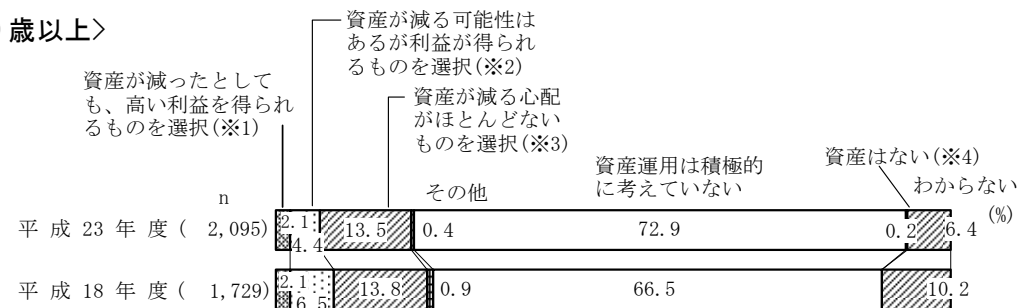 歳以上>
資産が減る可能性は
あるが利益が得られ
るものを選択(※2)
資産が減ったとして
も、高い利益を得られ
るものを選択(※1)
資産が減る心配
がほとんどない
ものを選択(※3)
その他
資産運用は積極的
に考えていない
資産はない(※4)
わからない
(%)
n
平 成 23 年 度 ( 2,095)
2.1
4.4
13.5
0.4
72.9
0.2
6.4
平 成 18 年 度 ( 1,729)
2.1
6.5
13.8
0.9
66.5
10.2